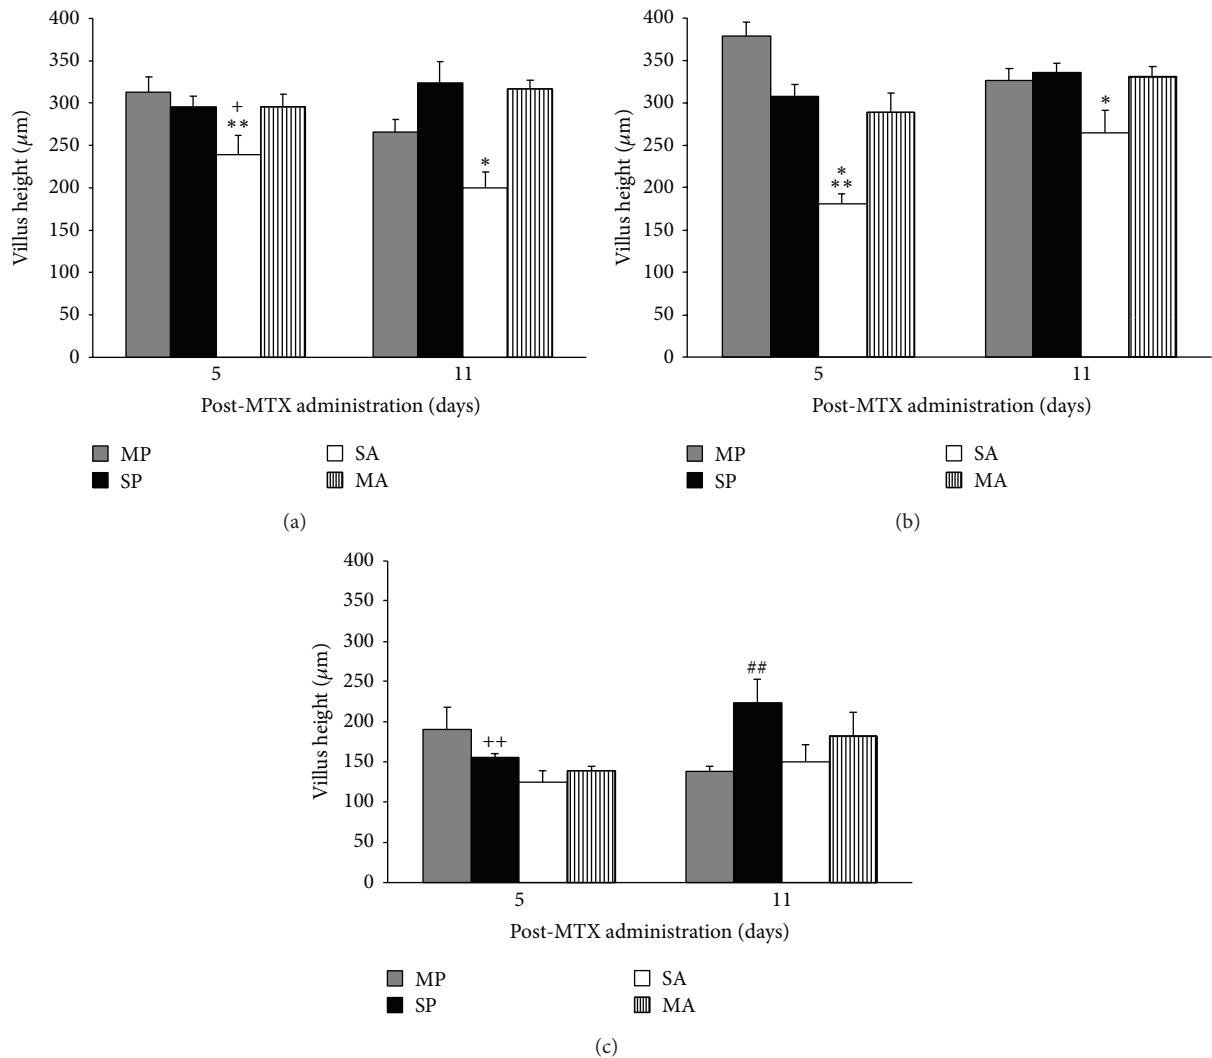 400
350
300
250
200
150
100
50
0
Villus height (μm)
+
**
*
5
11
Post-MTX administration (days)
MP
SA
SP
MA
(a)
400
350
300
250
200
150
100
50
0
Villus height (μm)
*
**
*
5
11
Post-MTX administration (days)
MP
SA
SP
MA
(b)
400
350
300
250
200
150
100
50
0
Villus height (μm)
++
##
5
11
Post-MTX administration (days)
MP
SA
SP
MA
(c)